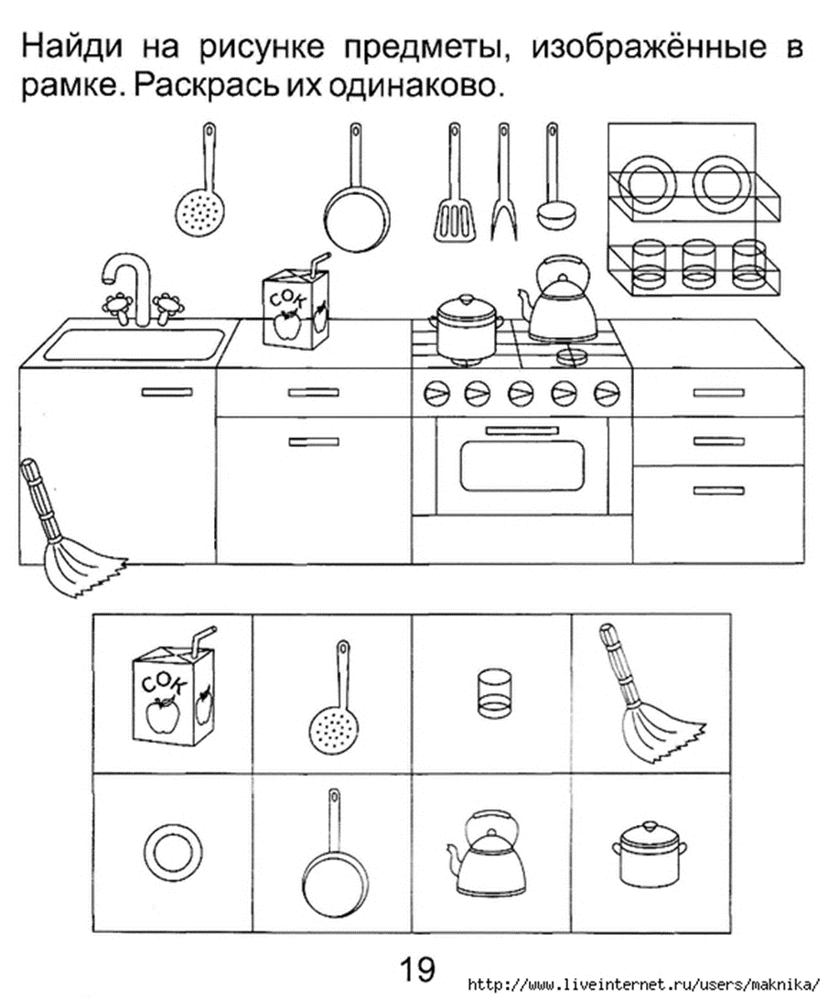 Найди на рисунке предметы, изображённые в
рамке. Раскрась их одинаково.
СОК
СОК
19
http://www.liveinternet.ru/users/maknika/